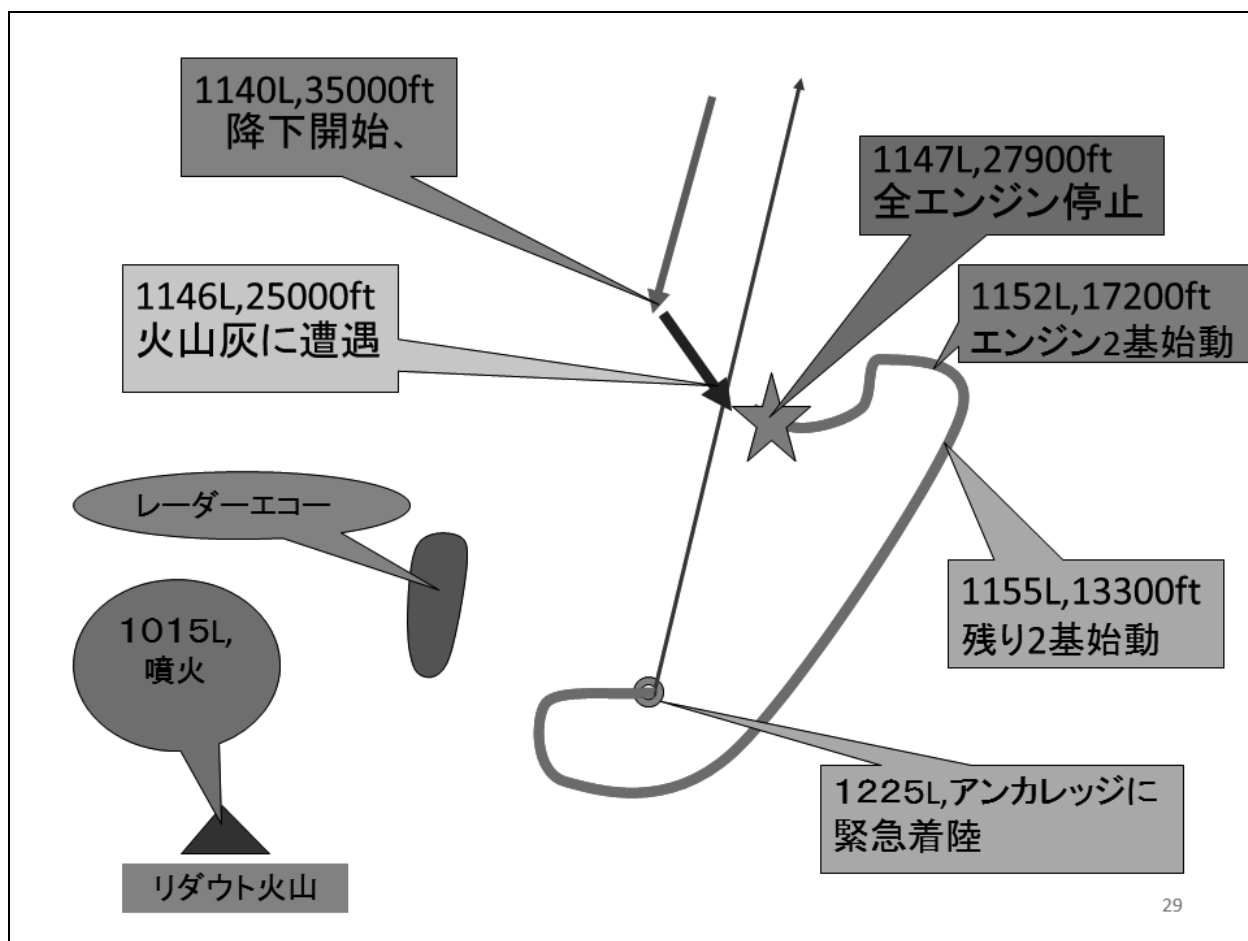 1140L,35000ft
降下開始、
1147L,27900ft
全エンジン停止
1146L,25000ft
火山灰に遭遇
1152L,17200ft
エンジン2基始動
レーダーエコー
1155L,13300ft
残り2基始動
１０１５L,
噴火
1225L,アンカレッジに
緊急着陸
リダウト火山
29